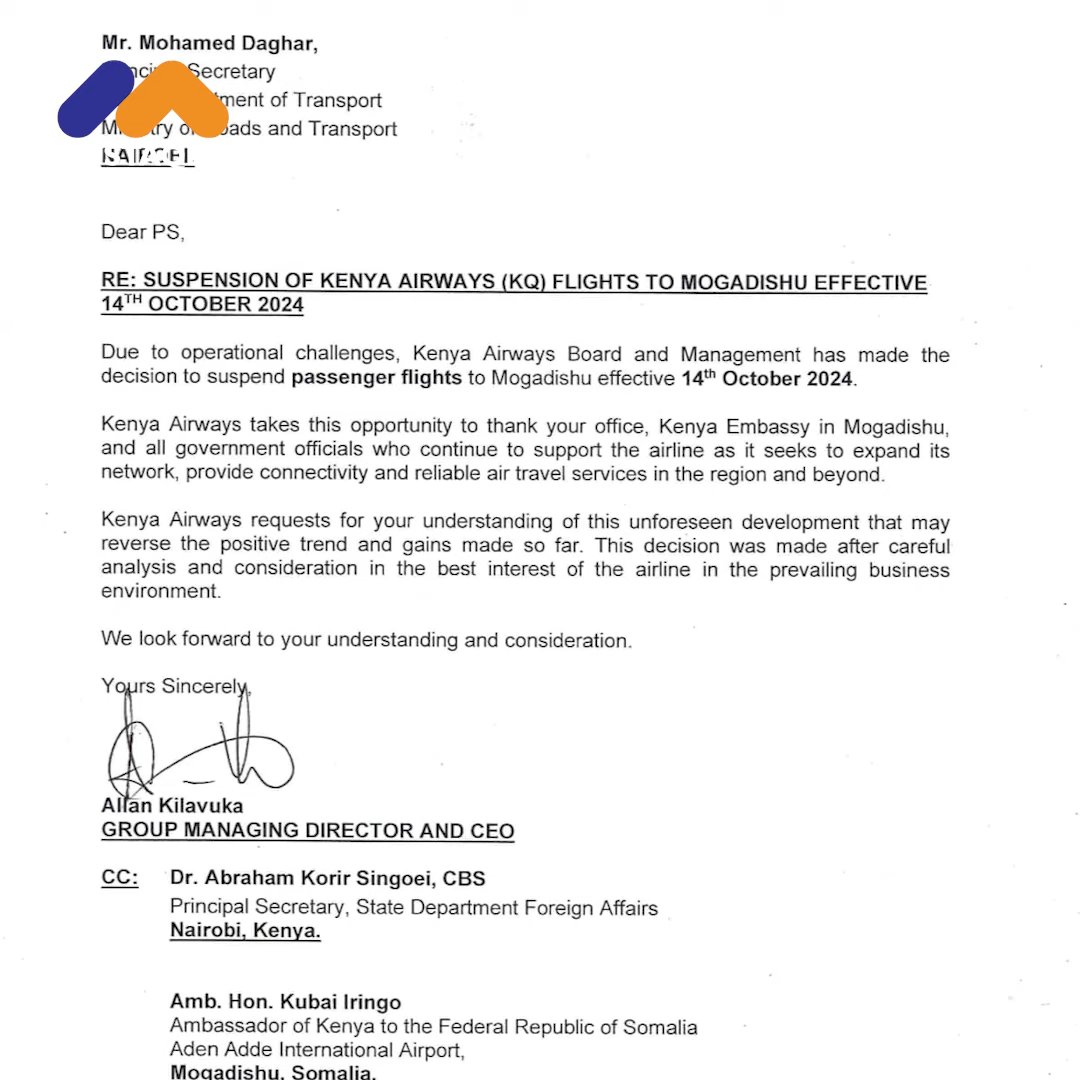 Mr. Mohamed Daghar,
Secretary
of Transport
and Transport
Dear PS,
RE: SUSPENSION OF KENYA AIRWAYS (KQ) FLIGHTS TO MOGADISHU EFFECTIVE
14TH OCTOBER 2024
Due to operational challenges, Kenya Airways Board and Management has made the
decision to suspend passenger flights to Mogadishu effective 14th October 2024.
Kenya Airways takes this opportunity to thank your office, Kenya Embassy in Mogadishu,
and all government officials who continue to support the airline as it seeks to expand its
network, provide connectivity and reliable air travel services in the region and beyond.
Kenya Airways requests for your understanding of this unforeseen development that may
reverse the positive trend and gains made so far. This decision was made after careful
analysis and consideration in the best interest of the airline in the prevailing business
environment.
We look forward to your understanding and consideration.
Yours Sincerely,
Allan Kilavuka
GROUP MANAGING DIRECTOR AND CEO
CC: Dr. Abraham Korir Singoei, CBS
Principal Secretary, State Department Foreign Affairs
Nairobi, Kenya.
Amb. Hon. Kubai Iringo
Ambassador of Kenya to the Federal Republic of Somalia
Aden Adde International Airport,
Mogadishu, Somalia.